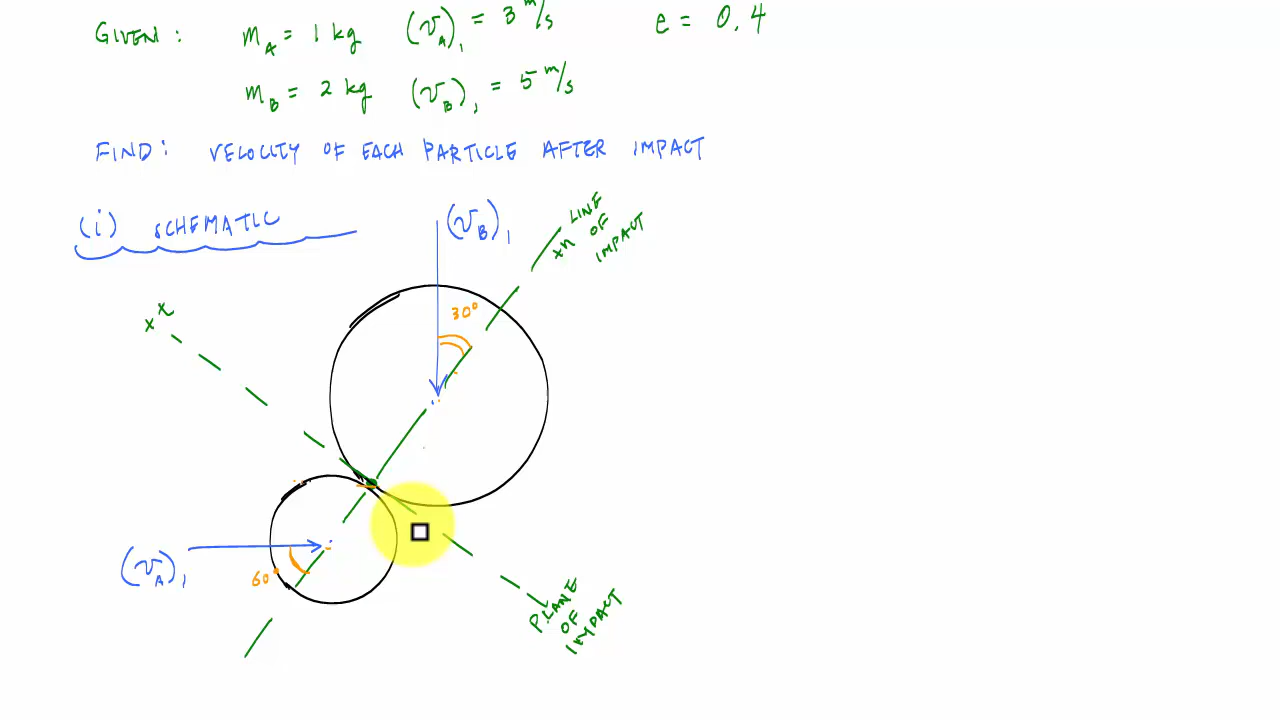 GIVEN : m_A = 1 kg (v_A)_1 = 3 m/s e = 0.4
m_B = 2 kg (v_B)_1 = 5 m/s
FIND: VELOCITY OF EACH PARTICLE AFTER IMPACT
(i) SCHEMATIC
(v_B)_1
+n LINE OF IMPACT
+x
30°
(v_A)_1
60°
PLANE OF IMPACT